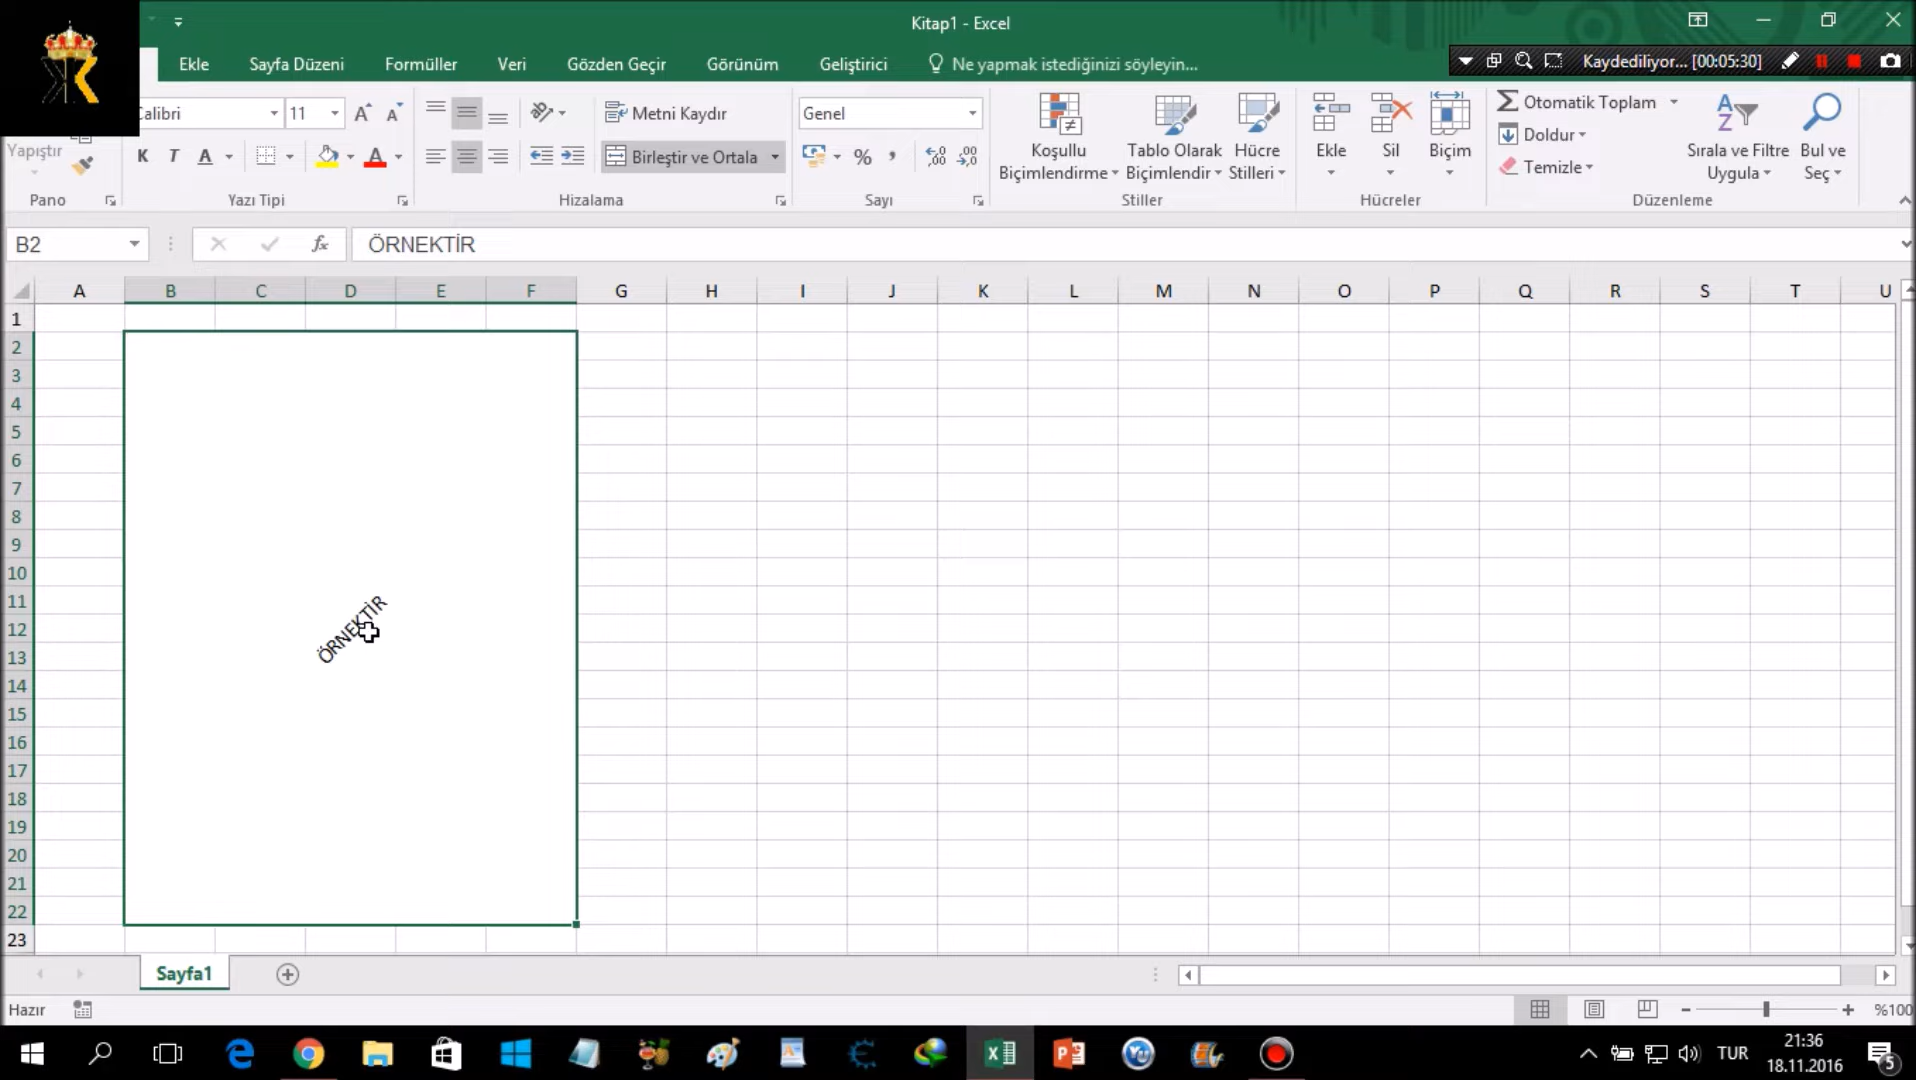 Kitap1 - Excel
Ekle Sayfa Düzeni Formüller Veri Gözden Geçir Görünüm Geliştirici Ne yapmak istediğinizi söyleyin...
Kaydediliyor... [00:05:30]
Yapıştır
Pano
Calibri 11
K T A
A
Yazı Tipi
Metni Kaydır
Birleştir ve Ortala
Hizalama
Genel
%
Sayı
Koşullu Biçimlendirme
Tablo Olarak Biçimlendir
Hücre Stilleri
Stiller
Ekle Sil Biçim
Hücreler
Otomatik Toplam
Doldur
Temizle
Sırala ve Filtre Uygula
Bul ve Seç
Düzenleme
B2 fx ÖRNEKTİR
A B C D E F G H I J K L M N O P Q R S T U
1
2
3
4
5
6
7
8
9
10
11
12
13
14
15
16
17
18
19
20
21
22
23
ÖRNEKTİR
Sayfa1
Hazır
%100
TUR
21:36
18.11.2016
5